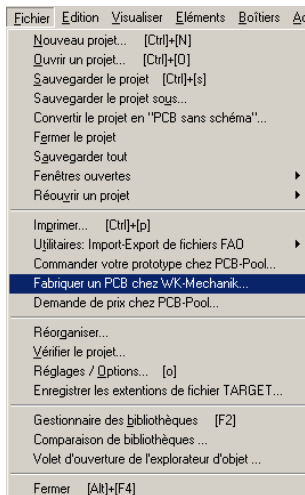 Fichier Edition Visualiser Eléments Boîtiers
Nouveau projet... [Ctrl]+[N]
Ouvrir un projet... [Ctrl]+[O]
Sauvegarder le projet [Ctrl]+[s]
Sauvegarder le projet sous...
Convertir le projet en "PCB sans schéma"...
Fermer le projet
Sauvegarder tout
Fenêtres ouvertes
Réouvrir un projet
Imprimer... [Ctrl]+[p]
Utilitaires: Import-Export de fichiers FAO
Commander votre prototype chez PCB-Pool...
Fabriquer un PCB chez WK-Mechanik...
Demande de prix chez PCB-Pool...
Réorganiser...
Vérifier le projet...
Réglages / Options... [o]
Enregistrer les extentions de fichier TARGET...
Gestionnaire des bibliothèques [F2]
Comparaison de bibliothèques ...
Volet d'ouverture de l'explorateur d'objet ...
Fermer [Alt]+[F4]